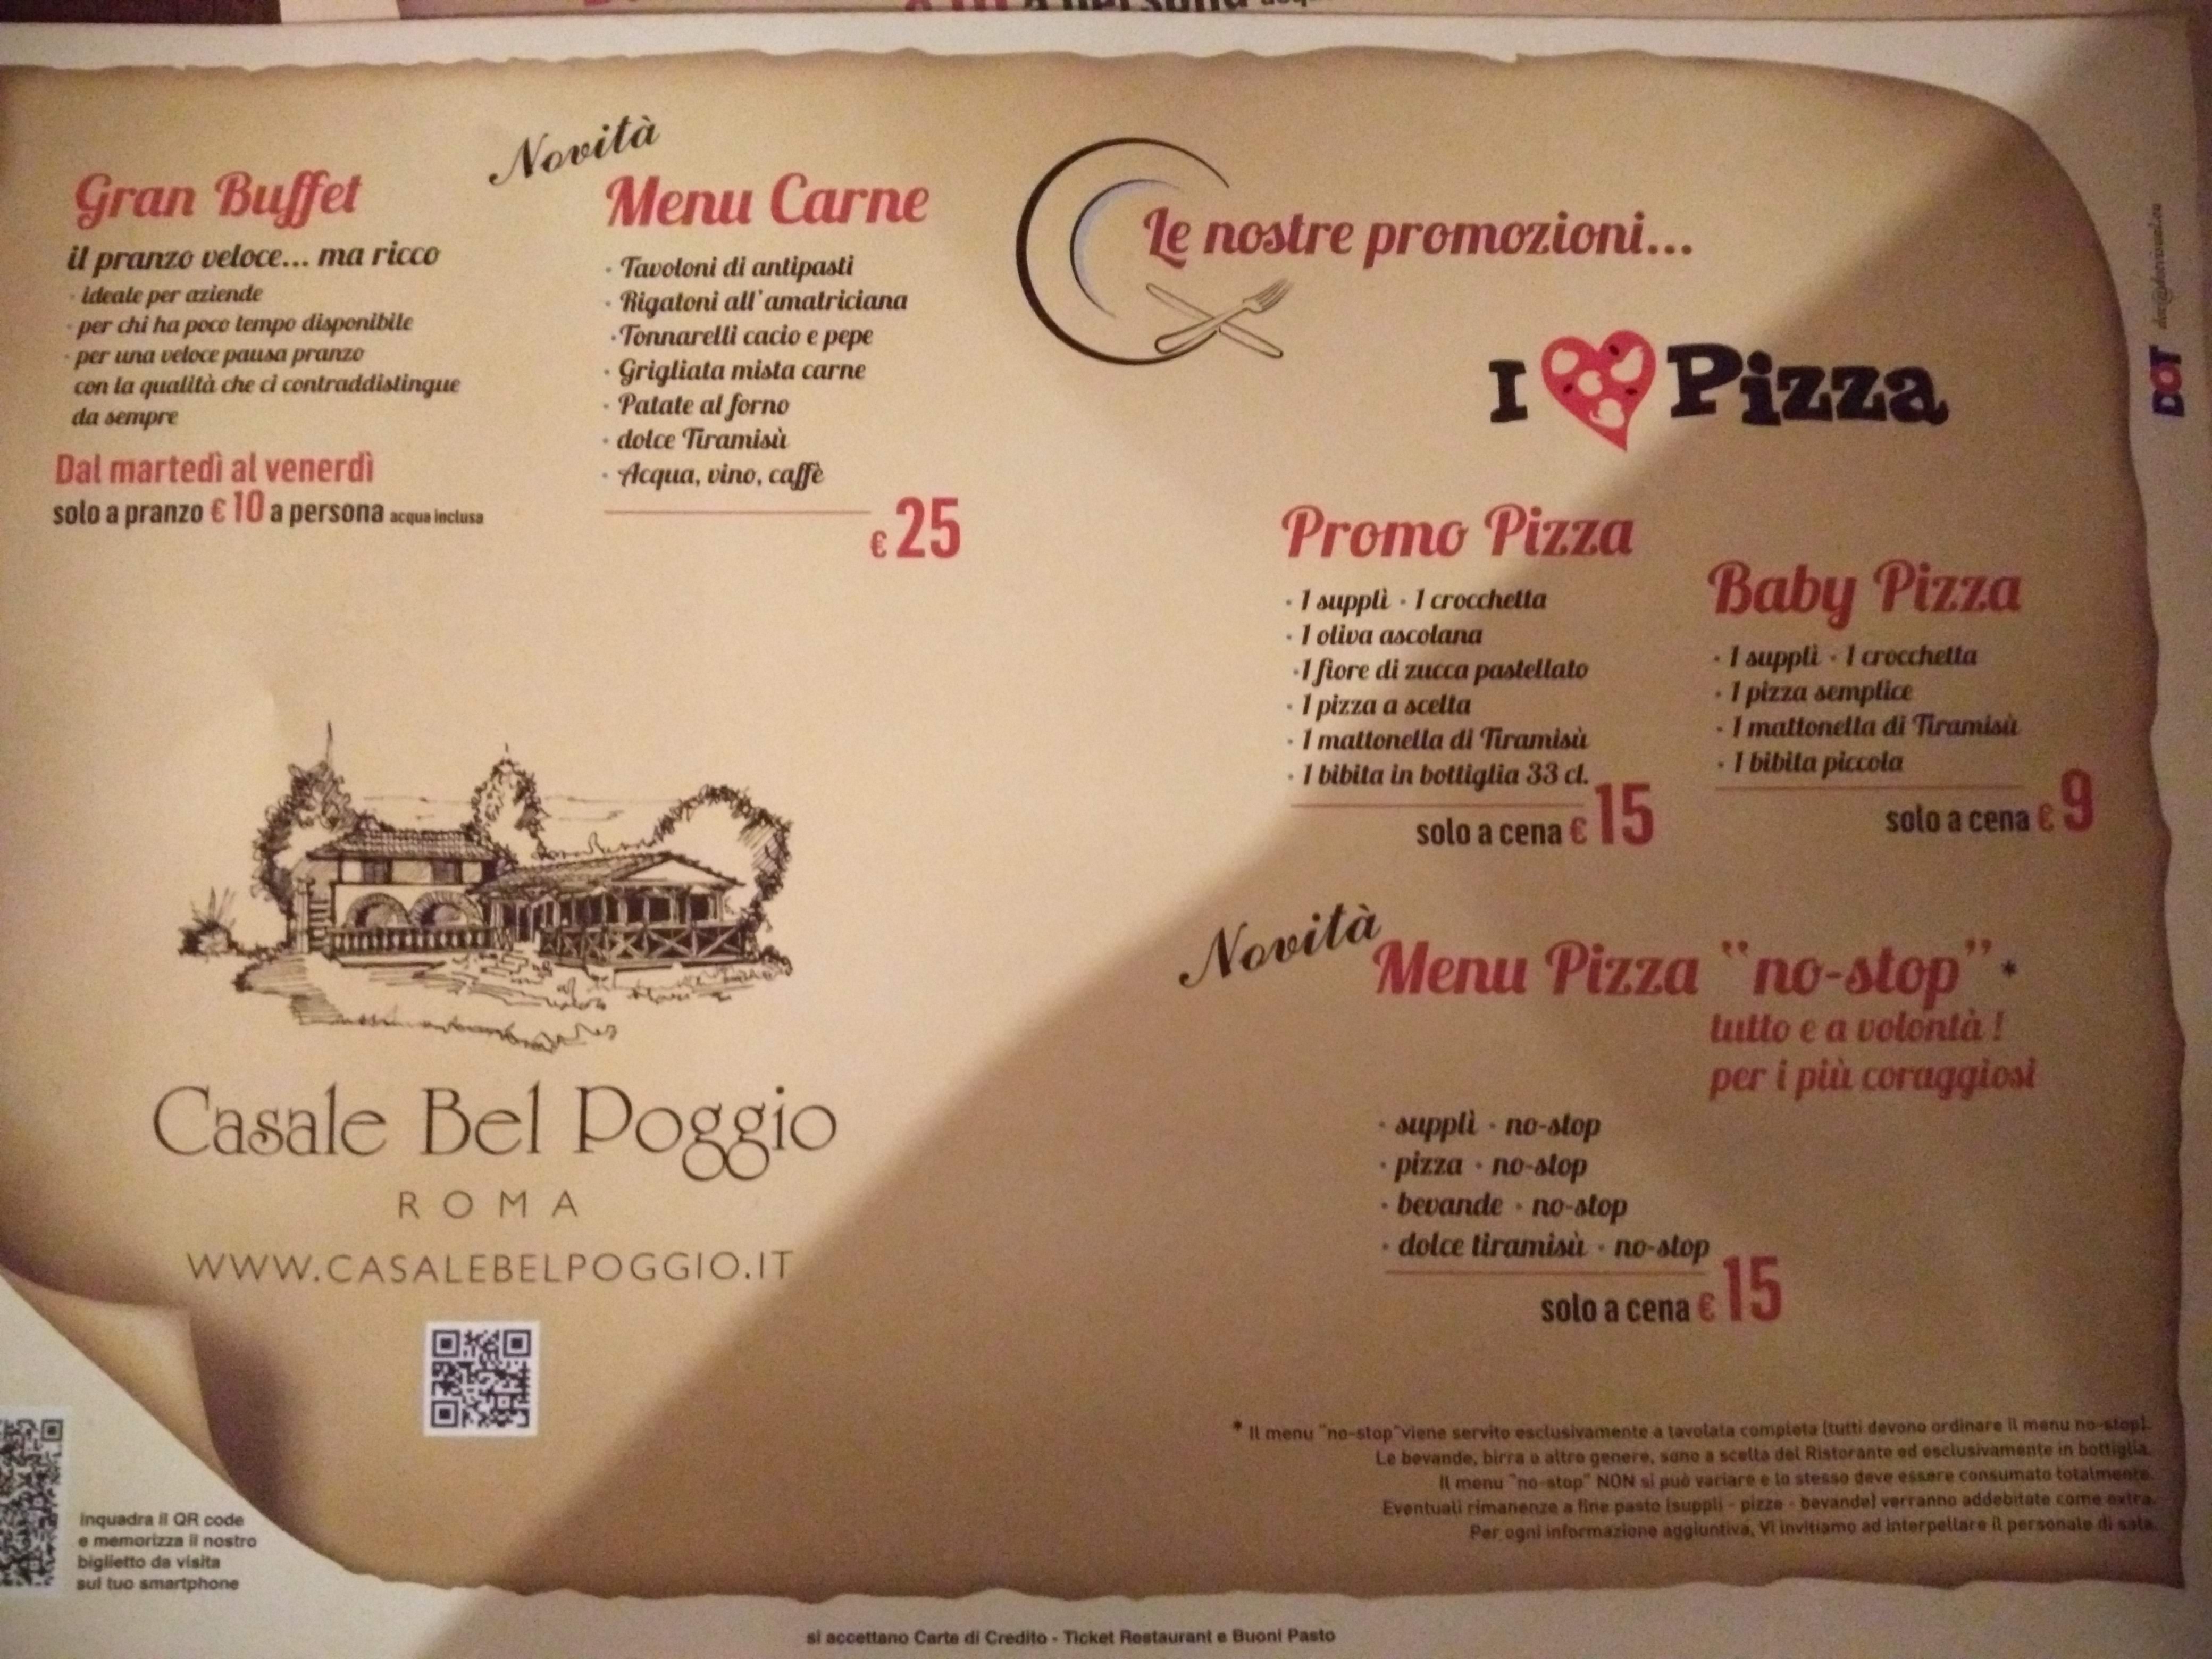 Novità
Gran Buffet
il pranzo veloce... ma ricco
· ideale per aziende
· per chi ha poco tempo disponibile
· per una veloce pausa pranzo
con la qualità che ci contraddistingue
da sempre
Dal martedì al venerdì
solo a pranzo € 10 a persona acqua inclusa
Menu Carne
· Tavoloni di antipasti
· Rigatoni all'amatriciana
· Tonnarelli cacio e pepe
· Grigliata mista carne
· Patate al forno
· dolce Tiramisù
· Acqua, vino, caffè
€ 25
Casale Bel Poggio
ROMA
WWW.CASALEBELPOGGIO.IT
inquadra il QR code
e memorizza il nostro
biglietto da visita
sul tuo smartphone
Le nostre promozioni...
I Pizza
Promo Pizza
· 1 supplì · 1 crocchetta
· 1 oliva ascolana
· 1 fiore di zucca pastellato
· 1 pizza a scelta
· 1 mattonella di Tiramisù
· 1 bibita in bottiglia 33 cl.
solo a cena € 15
Baby Pizza
· 1 supplì · 1 crocchetta
· 1 pizza semplice
· 1 mattonella di Tiramisù
· 1 bibita piccola
solo a cena € 9
Novità
Menu Pizza "no-stop"*
tutto e a volontà !
per i più coraggiosi
· supplì · no-stop
· pizza · no-stop
· bevande · no-stop
· dolce tiramisù · no-stop
solo a cena € 15
* Il menu "no-stop"viene servito esclusivamente a tavolata completa (tutti devono ordinare il menu no-stop).
Le bevande, birra o altro genere, sono a scelta del Ristorante ed esclusivamente in bottiglia.
Il menu "no-stop" NON si può variare e lo stesso deve essere consumato totalmente.
Eventuali rimanenze a fine pasto (supplì - pizze - bevande) verranno addebitate come extra.
Per ogni informazione aggiuntiva, Vi invitiamo ad interpellare il personale di sala.
si accettano Carte di Credito - Ticket Restaurant e Buoni Pasto
DOT